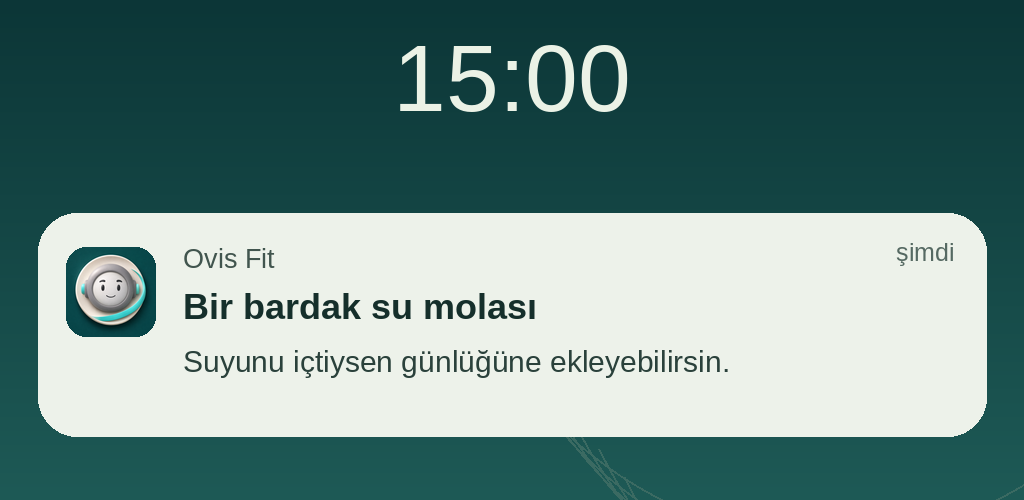 15:00
Ovis Fit
şimdi
Bir bardak su molası
Suyunu içtiysen günlüğüne ekleyebilirsin.